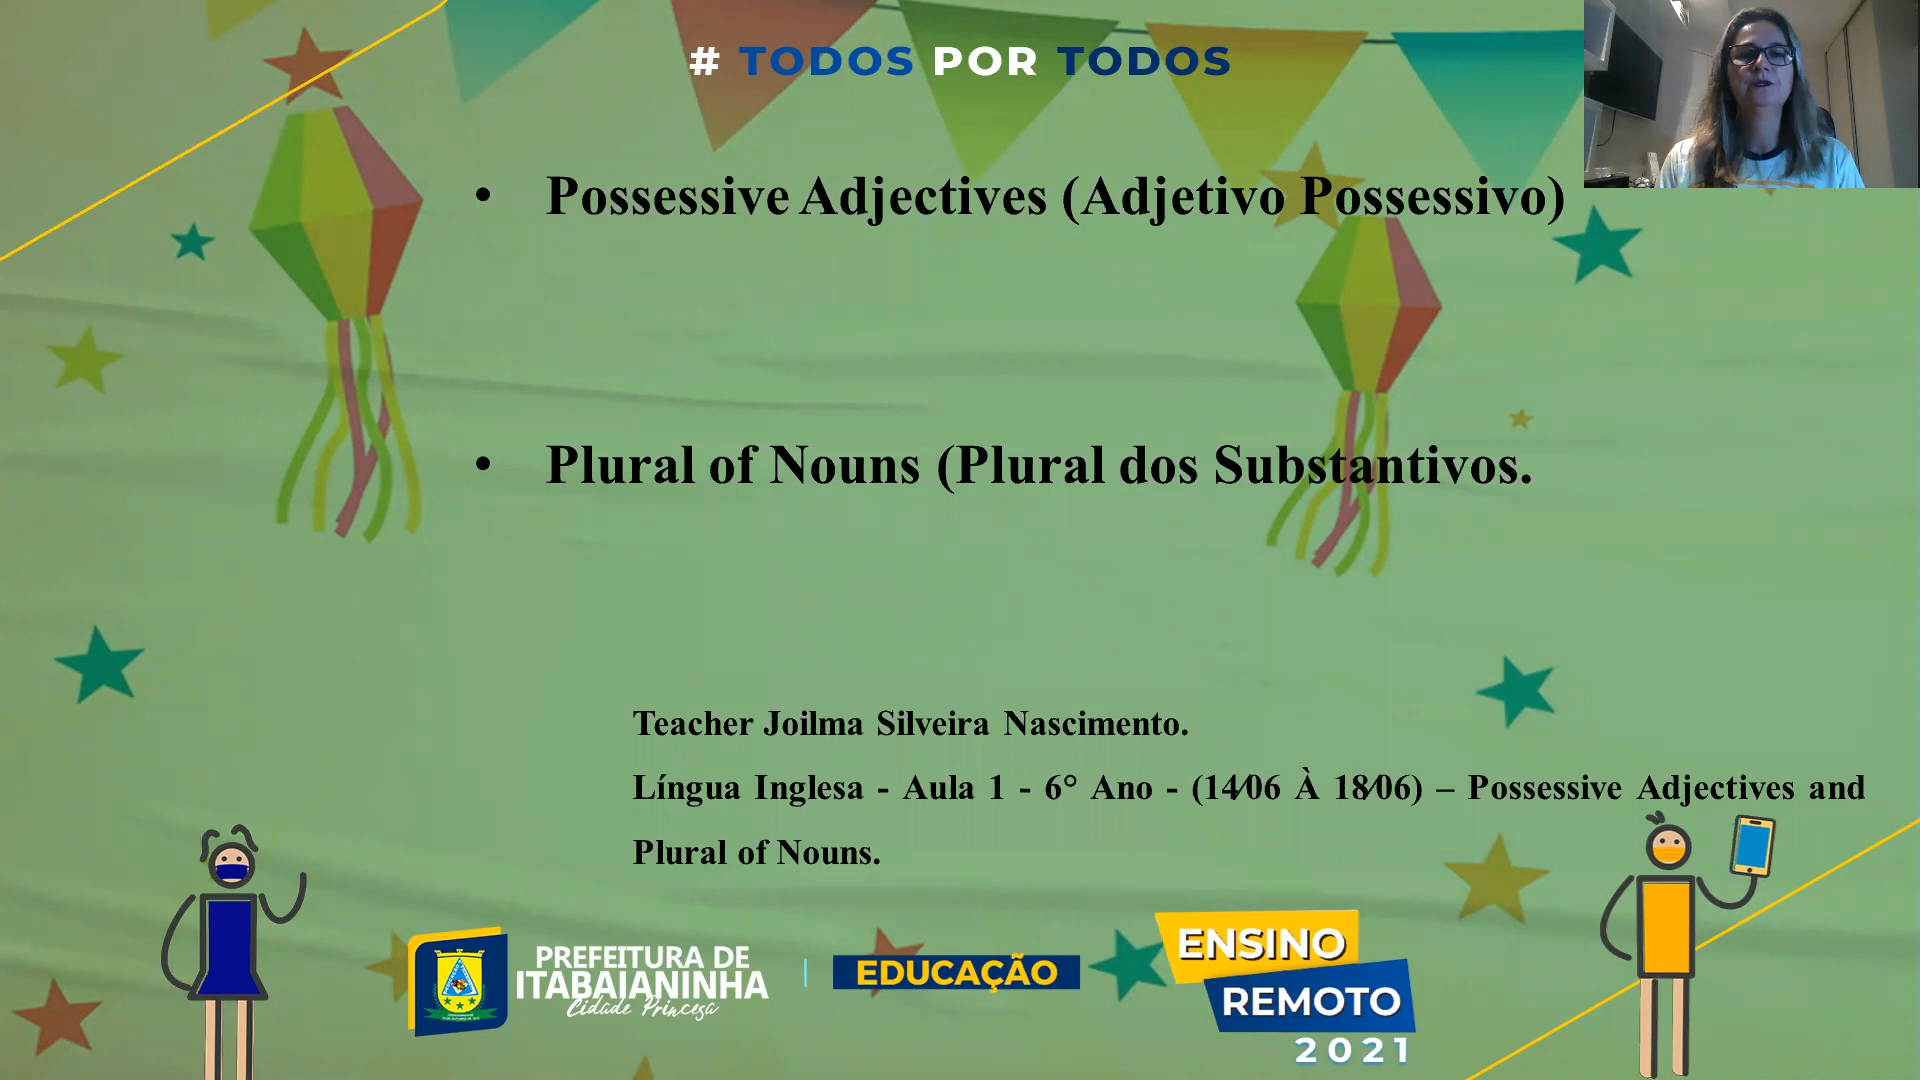 # TODOS POR TODOS
• Possessive Adjectives (Adjetivo Possessivo)
• Plural of Nouns (Plural dos Substantivos.
Teacher Joilma Silveira Nascimento.
Língua Inglesa - Aula 1 - 6° Ano - (14⁄06 À 18⁄06) – Possessive Adjectives and
Plural of Nouns.
PREFEITURA DE
ITABAIANINHA
Cidade Princesa
EDUCAÇÃO
ENSINO
REMOTO
2021